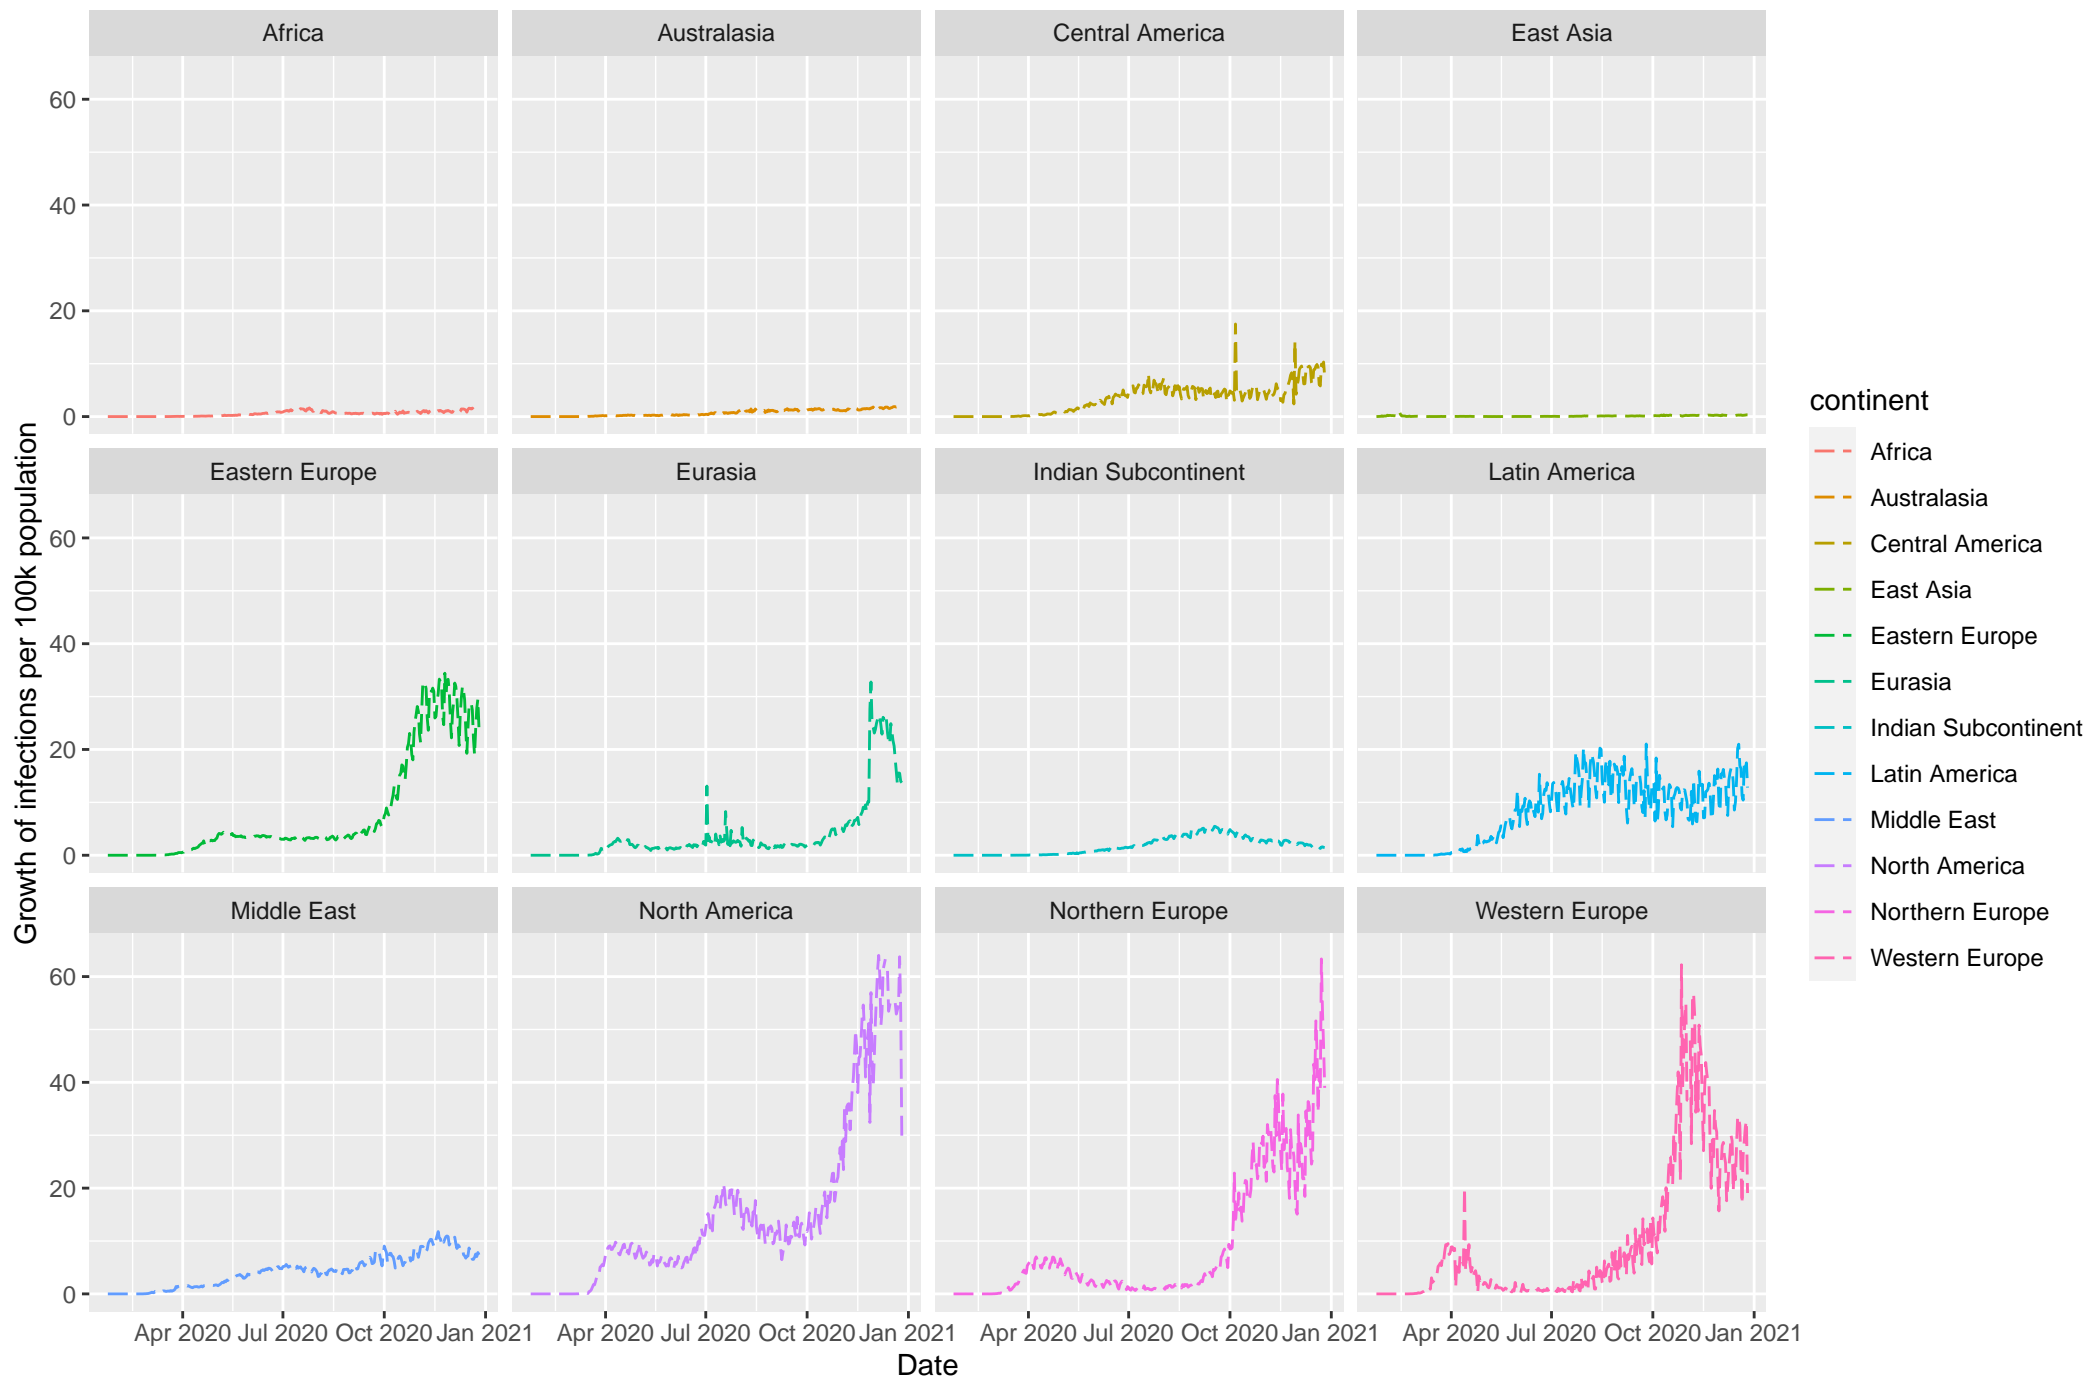 Africa
Australasia
Central America
East Asia
60
40
20
0
Eastern Europe
Eurasia
Indian Subcontinent
Latin America
60
40
20
0
Middle East
North America
Northern Europe
Western Europe
60
40
20
0
Apr 2020 Jul 2020 Oct 2020 Jan 2021
Apr 2020 Jul 2020 Oct 2020 Jan 2021
Apr 2020 Jul 2020 Oct 2020 Jan 2021
Apr 2020 Jul 2020 Oct 2020 Jan 2021
Date
Growth of infections per 100k population
continent
Africa
Australasia
Central America
East Asia
Eastern Europe
Eurasia
Indian Subcontinent
Latin America
Middle East
North America
Northern Europe
Western Europe